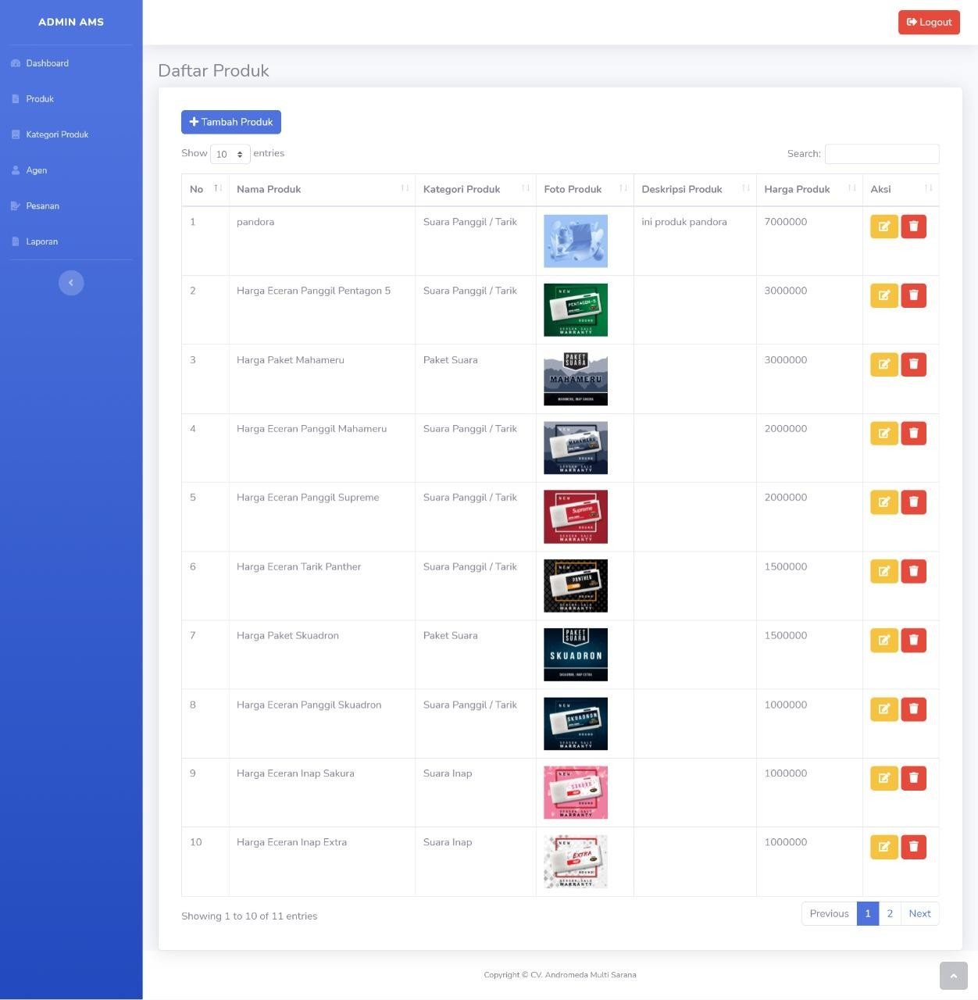 ADMIN AMS
Logout
Dashboard
Produk
Kategori Produk
Agen
Pesanan
Laporan
Daftar Produk
Tambah Produk
Show 10 entries
Search:
No Nama Produk Kategori Produk Foto Produk Deskripsi Produk Harga Produk Aksi
1 pandora Suara Panggil / Tarik ini produk pandora 7000000
2 Harga Eceran Panggil Pentagon 5 Suara Panggil / Tarik 3000000
NEW
PENTAGON-5
SOUND
SEASON SALE
WARRANTY
3 Harga Paket Mahameru Paket Suara 3000000
PAKET
SUARA
MAHAMERU
MAHAMERU, INAP SAKURA
4 Harga Eceran Panggil Mahameru Suara Panggil / Tarik 2000000
NEW
MAHAMERU
SOUND
SEASON SALE
WARRANTY
5 Harga Eceran Panggil Supreme Suara Panggil / Tarik 2000000
NEW
Supreme
SOUND
SEASON SALE
WARRANTY
6 Harga Eceran Tarik Panther Suara Panggil / Tarik 1500000
NEW
PANTHER
SOUND
SEASON SALE
WARRANTY
7 Harga Paket Skuadron Paket Suara 1500000
PAKET
SUARA
SKUADRON
SKUADRON, INAP EXTRA
8 Harga Eceran Panggil Skuadron Suara Panggil / Tarik 1000000
NEW
SKUADRON
SOUND
SEASON SALE
WARRANTY
9 Harga Eceran Inap Sakura Suara Inap 1000000
NEW
SAKURA
SOUND
SEASON SALE
WARRANTY
10 Harga Eceran Inap Extra Suara Inap 1000000
NEW
EXTRA
SOUND
SEASON SALE
WARRANTY
Showing 1 to 10 of 11 entries
Previous 1 2 Next
Copyright © CV. Andromeda Multi Sarana